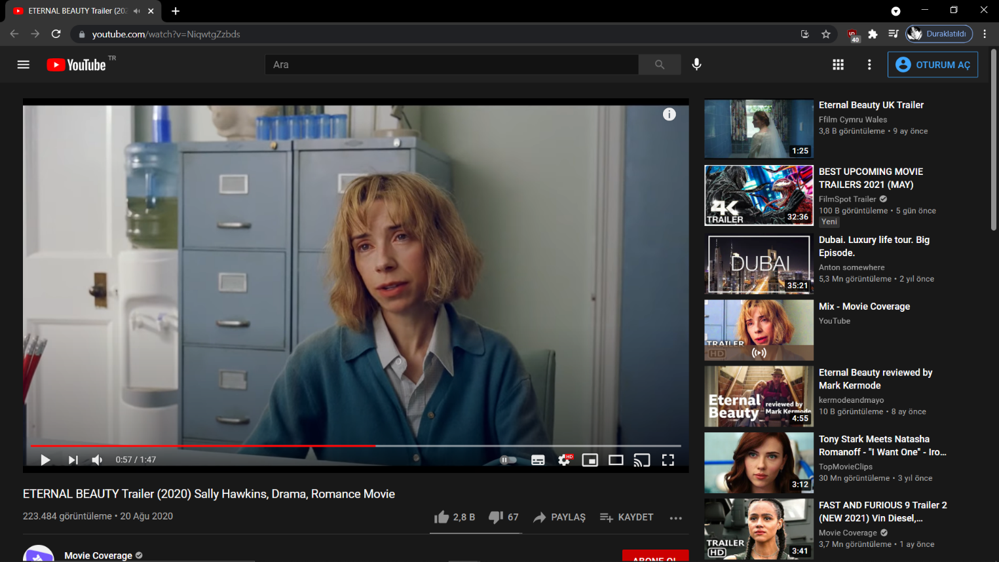 ETERNAL BEAUTY Trailer (202
youtube.com/watch?v=NiqwtgZzbds
40
Duraklatıldı
YouTube TR
Ara
OTURUM AÇ
0:57 / 1:47
HD
ETERNAL BEAUTY Trailer (2020) Sally Hawkins, Drama, Romance Movie
223.484 görüntüleme • 20 Ağu 2020
2,8 B
67
PAYLAŞ
KAYDET
Movie Coverage
ABONE OL
1:25
Eternal Beauty UK Trailer
Ffilm Cymru Wales
3,8 B görüntüleme • 9 ay önce
4K
TRAILER
32:36
BEST UPCOMING MOVIE
TRAILERS 2021 (MAY)
FilmSpot Trailer
100 B görüntüleme • 5 gün önce
Yeni
DUBAI
35:21
Dubai. Luxury life tour. Big
Episode.
Anton somewhere
5,3 Mn görüntüleme • 2 yıl önce
TRAILER
HD
Mix - Movie Coverage
YouTube
Eternal
Beauty
reviewed by
Mark Kermode
4:55
Eternal Beauty reviewed by
Mark Kermode
kermodeandmayo
10 B görüntüleme • 8 ay önce
3:12
Tony Stark Meets Natasha
Romanoff - "I Want One" - Iro...
TopMovieClips
30 Mn görüntüleme • 3 yıl önce
TRAILER
HD
3:41
FAST AND FURIOUS 9 Trailer 2
(NEW 2021) Vin Diesel,...
Movie Coverage
3,7 Mn görüntüleme • 1 ay önce